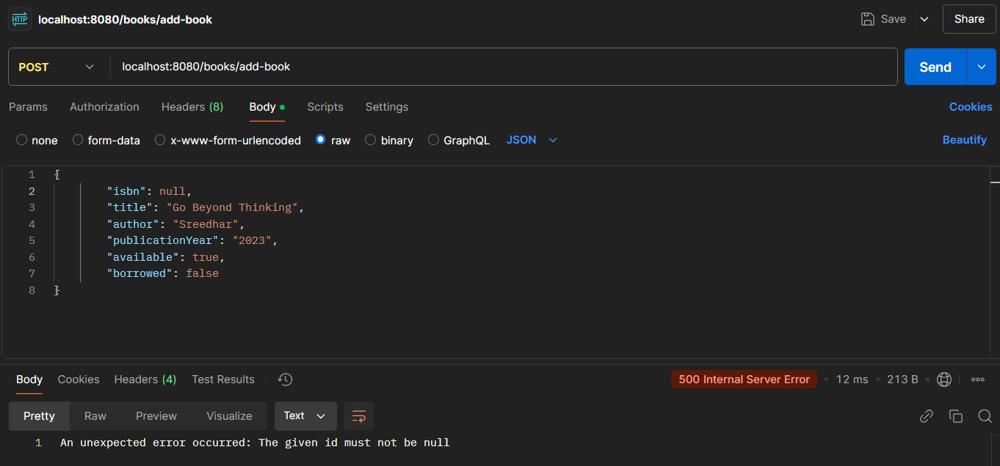 HTTP localhost:8080/books/add-book Save Share
POST localhost:8080/books/add-book Send
Params Authorization Headers (8) Body Scripts Settings Cookies
none form-data x-www-form-urlencoded raw binary GraphQL JSON Beautify
1 {
2 "isbn": null,
3 "title": "Go Beyond Thinking",
4 "author": "Sreedhar",
5 "publicationYear": "2023",
6 "available": true,
7 "borrowed": false
8 }
Body Cookies Headers (4) Test Results 500 Internal Server Error • 12 ms • 213 B •
Pretty Raw Preview Visualize Text
1 An unexpected error occurred: The given id must not be null